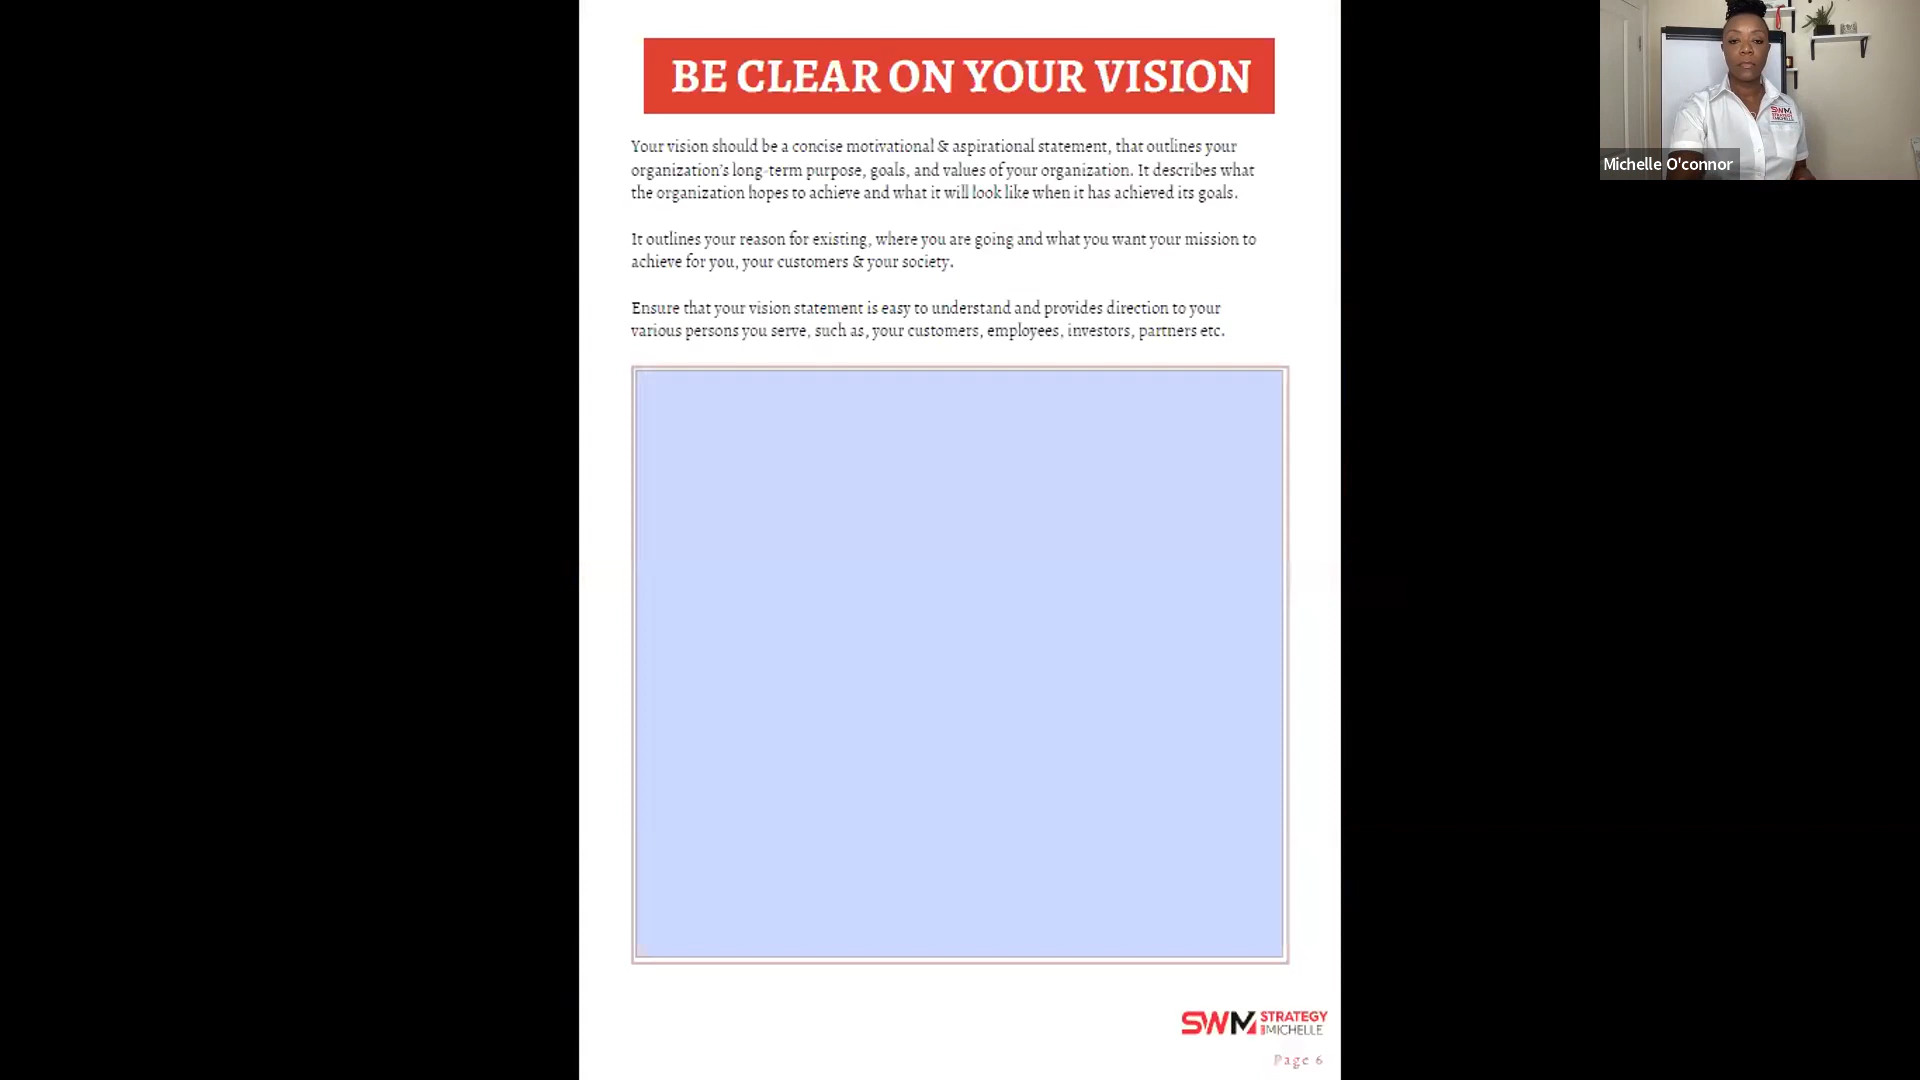 BE CLEAR ON YOUR VISION
Your vision should be a concise motivational & aspirational statement, that outlines your
organization's long-term purpose, goals, and values of your organization. It describes what
the organization hopes to achieve and what it will look like when it has achieved its goals.
It outlines your reason for existing, where you are going and what you want your mission to
achieve for you, your customers & your society.
Ensure that your vision statement is easy to understand and provides direction to your
various persons you serve, such as, your customers, employees, investors, partners etc.
SWM STRATEGY
MICHELLE
Page 6
SWM
STRATEGY
MICHELLE
Michelle O'connor